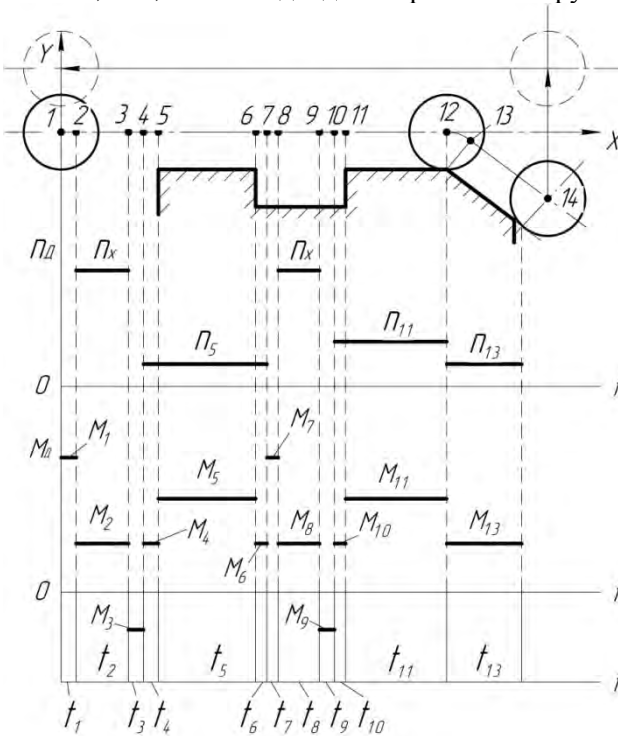 Y
1 2 3 4 5 6 7 8 9 10 11 12 13
X
14
Пд Пх Пх
П₁₁
П₅ П₁₃
0
Мд М₁ М₇
М₅ М₁₁
М₂ М₄ М₆ М₈ М₁₀ М₁₃
0
М₃ М₉
t₂ t₅ t₁₁ t₁₃
t₁ t₃ t₄ t₆ t₇ t₈ t₉ t₁₀